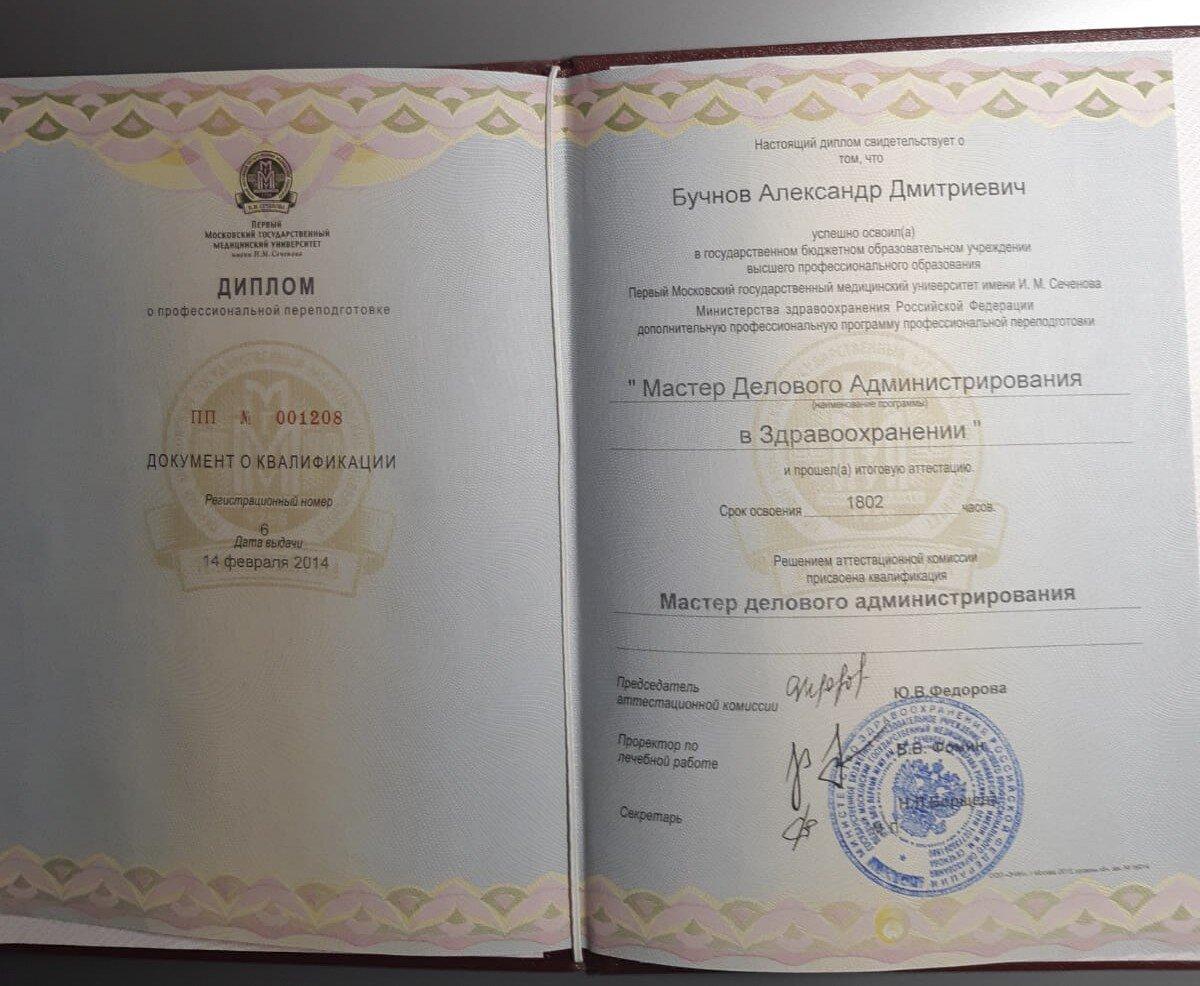 Первый
Московский государственный
медицинский университет
имени И.М. Сеченова
ДИПЛОМ
о профессиональной переподготовке
ПП № 001208
ДОКУМЕНТ О КВАЛИФИКАЦИИ
Регистрационный номер
6
Дата выдачи
14 февраля 2014
Настоящий диплом свидетельствует о
том, что
Бучнов Александр Дмитриевич
успешно освоил(а)
в государственном бюджетном образовательном учреждении
высшего профессионального образования
Первый Московский государственный медицинский университет имени И. М. Сеченова
Министерства здравоохранения Российской Федерации
дополнительную профессиональную программу профессиональной переподготовки
" Мастер Делового Администрирования
(наименование программы)
в Здравоохранении "
и прошел(а) итоговую аттестацию.
Срок освоения 1802 часов.
Решением аттестационной комиссии
присвоена квалификация
Мастер делового администрирования
Председатель
аттестационной комиссии
Ю.В.Федорова
Проректор по
лечебной работе
В.В. Фомин
Секретарь